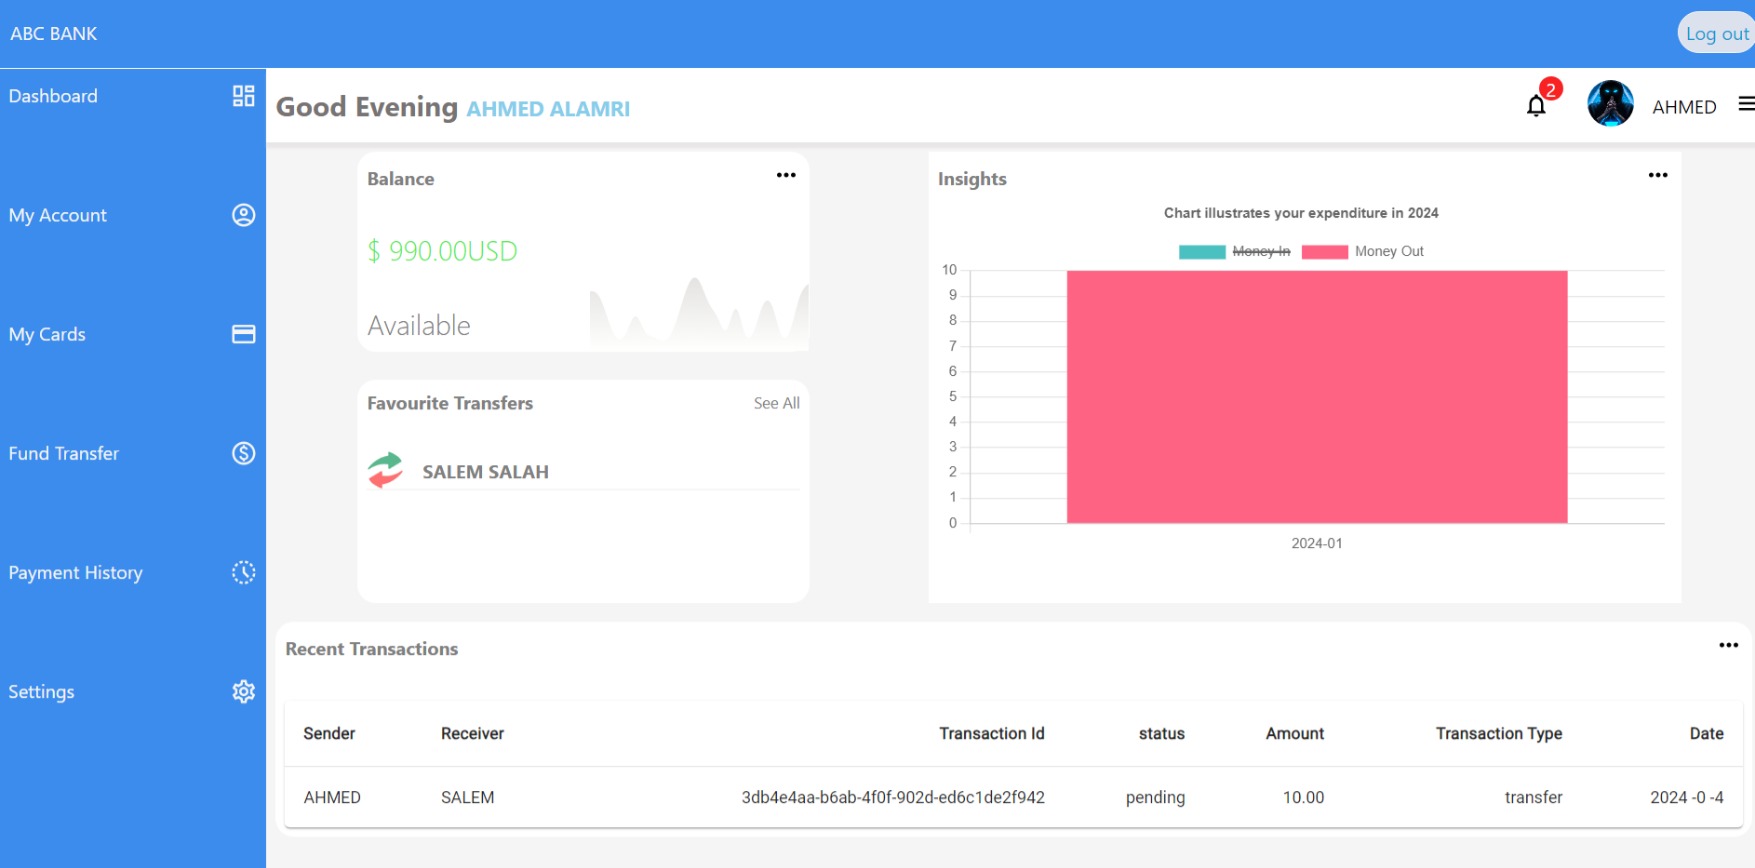 ABC BANK
Log out
Dashboard
My Account
My Cards
Fund Transfer
Payment History
Settings
Good Evening AHMED ALAMRI
2
AHMED
Balance
$ 990.00USD
Available
Favourite Transfers See All
SALEM SALAH
Insights
Chart illustrates your expenditure in 2024
Money In Money Out
10
9
8
7
6
5
4
3
2
1
0
2024-01
Recent Transactions
Sender Receiver Transaction Id status Amount Transaction Type Date
AHMED SALEM 3db4e4aa-b6ab-4f0f-902d-ed6c1de2f942 pending 10.00 transfer 2024 -0 -4